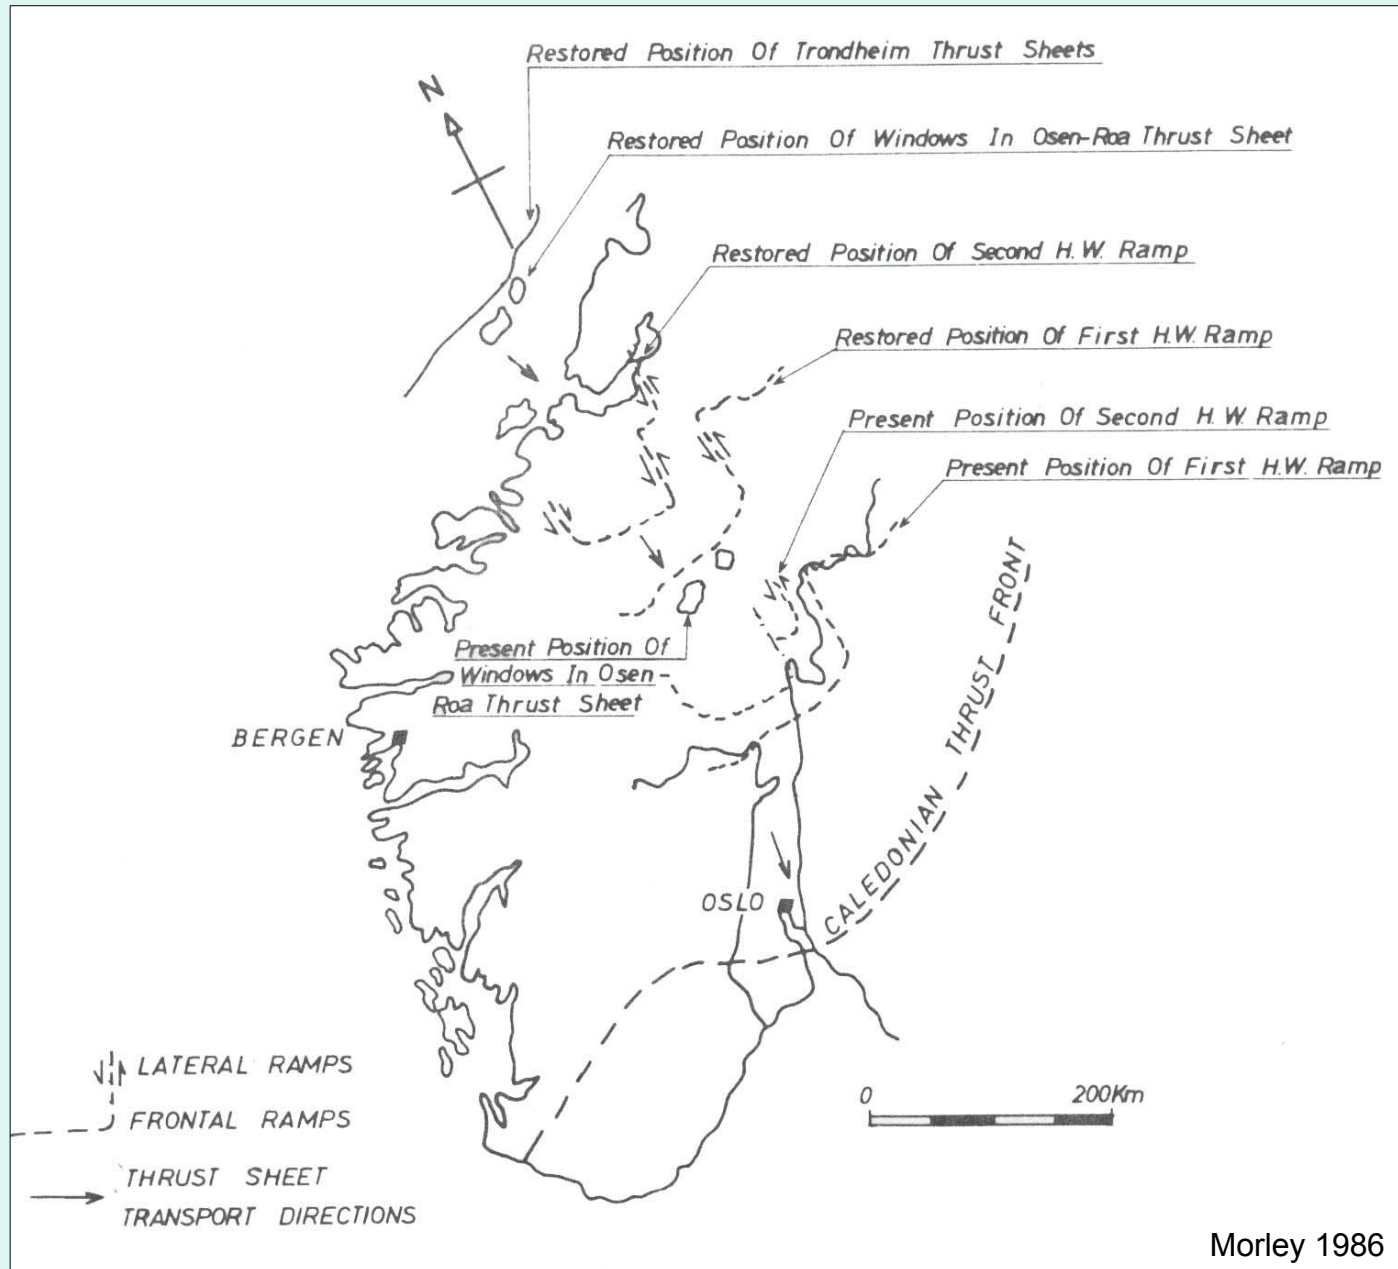 Restored Position Of Trondheim Thrust Sheets
N
Restored Position Of Windows In Osen-Roa Thrust Sheet
Restored Position Of Second H.W. Ramp
Restored Position Of First H.W. Ramp
Present Position Of Second H.W. Ramp
Present Position Of First H.W. Ramp
Present Position Of
Windows In Osen-
Roa Thrust Sheet
BERGEN
CALEDONIAN THRUST FRONT
OSLO
LATERAL RAMPS
FRONTAL RAMPS
THRUST SHEET
TRANSPORT DIRECTIONS
0 200Km
Morley 1986